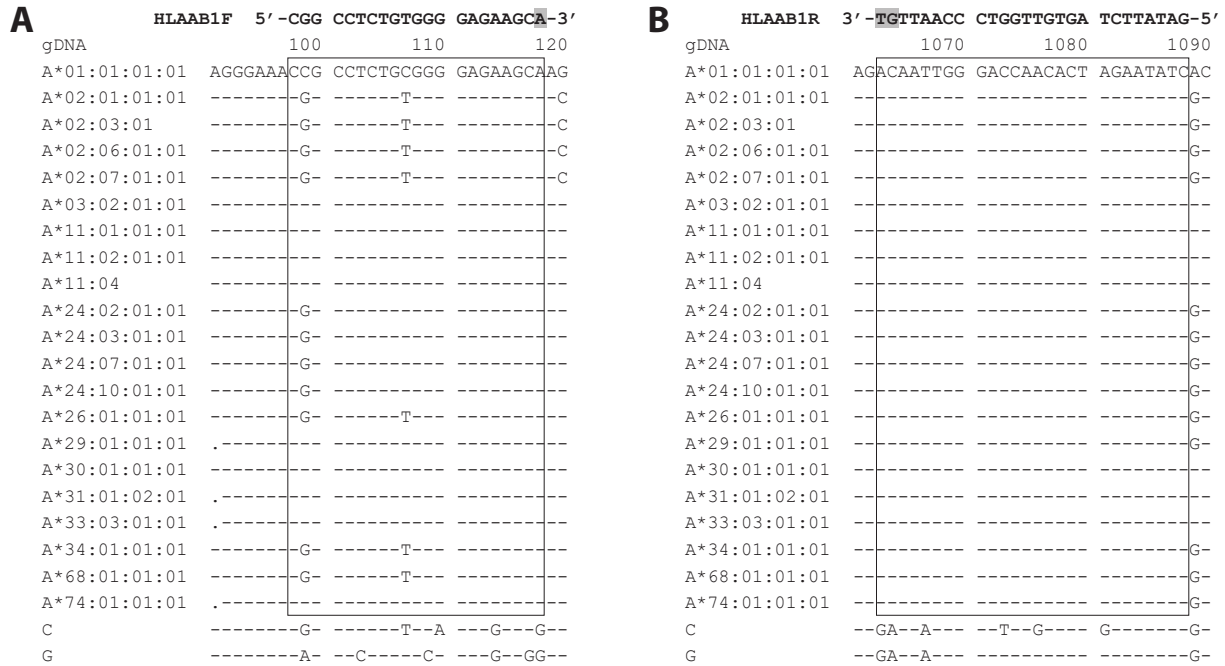 A
HLAAB1F 5'-CGG CCTCTGTGGG GAGAAGCA-3'
gDNA 100 110 120
A*01:01:01:01 AGGGAAACCG CCTCTGCGGG GAGAAGCAAG
A*02:01:01:01 --------G- ------T--- ---------C
A*02:03:01 --------G- ------T--- ---------C
A*02:06:01:01 --------G- ------T--- ---------C
A*02:07:01:01 --------G- ------T--- ---------C
A*03:02:01:01 ---------- ---------- ----------
A*11:01:01:01 ---------- ---------- ----------
A*11:02:01:01 ---------- ---------- ----------
A*11:04 ---------- ---------- ----------
A*24:02:01:01 --------G- ---------- ----------
A*24:03:01:01 --------G- ---------- ----------
A*24:07:01:01 --------G- ---------- ----------
A*24:10:01:01 --------G- ---------- ----------
A*26:01:01:01 --------G- ------T--- ----------
A*29:01:01:01 .--------- ---------- ----------
A*30:01:01:01 ---------- ---------- ----------
A*31:01:02:01 .--------- ---------- ----------
A*33:03:01:01 .--------- ---------- ----------
A*34:01:01:01 --------G- ------T--- ----------
A*68:01:01:01 --------G- ------T--- ----------
A*74:01:01:01 .--------- ---------- ----------
C --------G- ------T--A ---G---G--
G --------A- --C-----C- ---G--GG--
B
HLAAB1R 3'-TGTTAACC CTGGTTGTGA TCTTATAG-5'
gDNA 1070 1080 1090
A*01:01:01:01 AGACAATTGG GACCAACACT AGAATATCAC
A*02:01:01:01 ---------- ---------- --------G-
A*02:03:01 ---------- ---------- --------G-
A*02:06:01:01 ---------- ---------- --------G-
A*02:07:01:01 ---------- ---------- --------G-
A*03:02:01:01 ---------- ---------- ----------
A*11:01:01:01 ---------- ---------- ----------
A*11:02:01:01 ---------- ---------- ----------
A*11:04 ---------- ---------- ----------
A*24:02:01:01 ---------- ---------- --------G-
A*24:03:01:01 ---------- ---------- --------G-
A*24:07:01:01 ---------- ---------- --------G-
A*24:10:01:01 ---------- ---------- --------G-
A*26:01:01:01 ---------- ---------- --------G-
A*29:01:01:01 ---------- ---------- --------G-
A*30:01:01:01 ---------- ---------- ----------
A*31:01:02:01 ---------- ---------- ----------
A*33:03:01:01 ---------- ---------- ----------
A*34:01:01:01 ---------- ---------- --------G-
A*68:01:01:01 ---------- ---------- --------G-
A*74:01:01:01 ---------- ---------- --------G-
C --GA--A--- --T--G---- G-------G-
G --GA--A--- ---------- --------G-